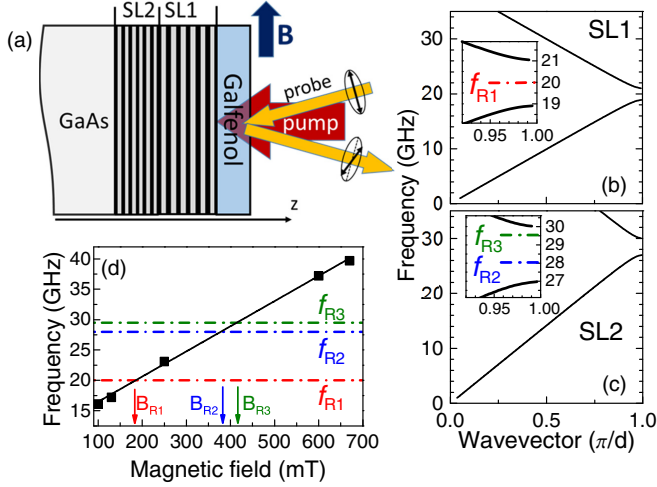 (a)
SL2 SL1
B
GaAs
Galfenol
probe
pump
z
SL1
Frequency (GHz)
30
20
10
0
f_R1
21
20
19
0.95 1.00
(b)
SL2
30
20
10
0
f_R3
f_R2
30
29
28
27
0.95 1.00
(c)
0.0 0.5 1.0
Wavevector (π/d)
(d)
Frequency (GHz)
40
35
30
25
20
15
f_R3
f_R2
f_R1
B_R1 B_R2 B_R3
100 200 300 400 500 600 700
Magnetic field (mT)